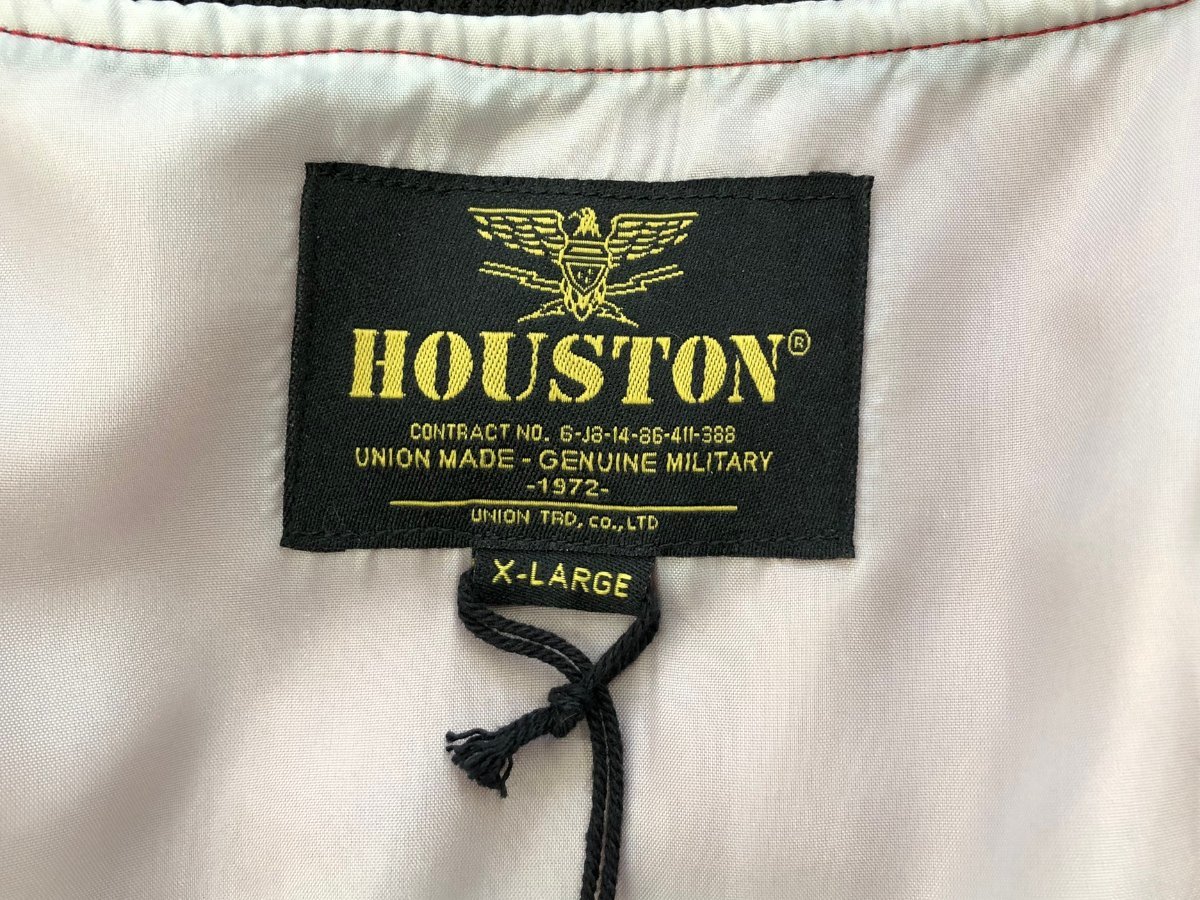 HOUSTON®
CONTRACT NO. 6-J8-14-86-411-388
UNION MADE - GENUINE MILITARY
-1972-
UNION TRD, co., LTD
X-LARGE